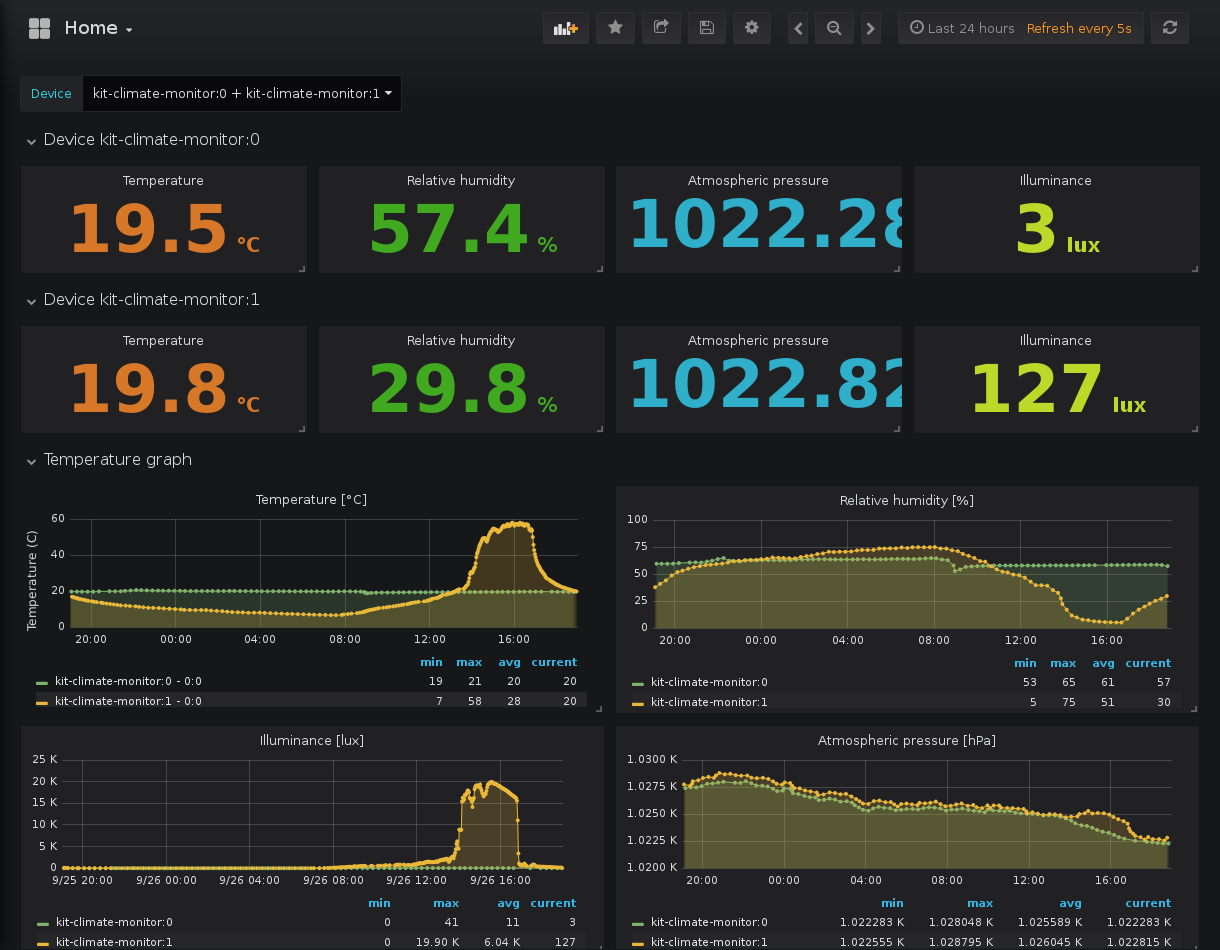 Home
Last 24 hours Refresh every 5s
Device kit-climate-monitor:0 + kit-climate-monitor:1
Device kit-climate-monitor:0
Temperature Relative humidity Atmospheric pressure Illuminance
19.5 °C 57.4 % 1022.28 3 lux
Device kit-climate-monitor:1
Temperature Relative humidity Atmospheric pressure Illuminance
19.8 °C 29.8 % 1022.82 127 lux
Temperature graph
Temperature [°C]
Temperature (C)
60
40
20
0
20:00 00:00 04:00 08:00 12:00 16:00
min max avg current
kit-climate-monitor:0 - 0:0 19 21 20 20
kit-climate-monitor:1 - 0:0 7 58 28 20
Relative humidity [%]
100
75
50
25
0
20:00 00:00 04:00 08:00 12:00 16:00
min max avg current
kit-climate-monitor:0 53 65 61 57
kit-climate-monitor:1 5 75 51 30
Illuminance [lux]
25 K
20 K
15 K
10 K
5 K
0
9/25 20:00 9/26 00:00 9/26 04:00 9/26 08:00 9/26 12:00 9/26 16:00
min max avg current
kit-climate-monitor:0 0 41 11 3
kit-climate-monitor:1 0 19.90 K 6.04 K 127
Atmospheric pressure [hPa]
1.0300 K
1.0275 K
1.0250 K
1.0225 K
1.0200 K
20:00 00:00 04:00 08:00 12:00 16:00
min max avg current
kit-climate-monitor:0 1.022283 K 1.028048 K 1.025589 K 1.022283 K
kit-climate-monitor:1 1.022555 K 1.028795 K 1.026045 K 1.022815 K